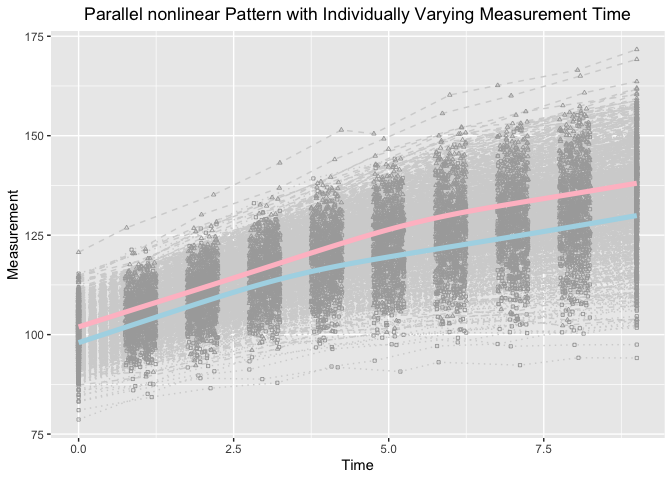 Parallel nonlinear Pattern with Individually Varying Measurement Time
175
150
125
100
75
Measurement
0.0 2.5 5.0 7.5
Time